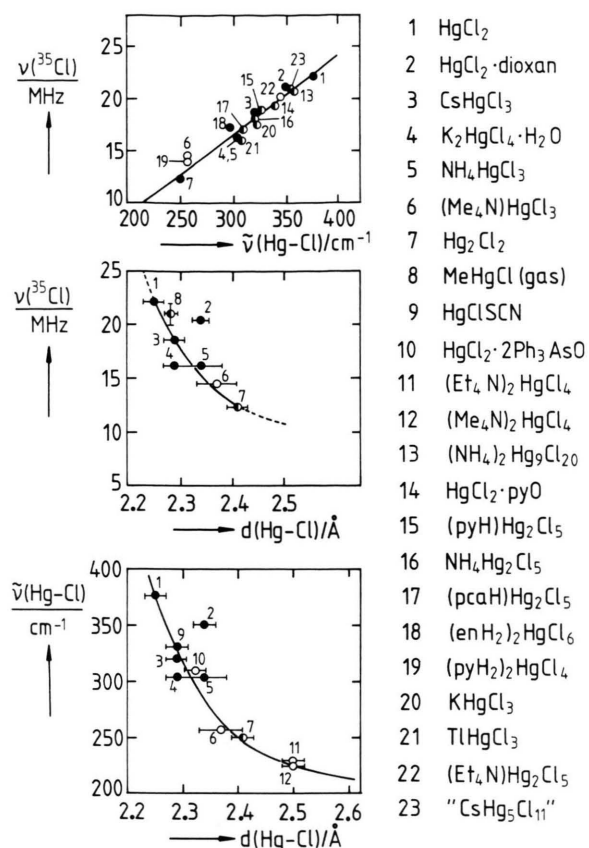 ν(³⁵Cl)
MHz
25
20
15
10
200 250 300 350 400
ν̃(Hg-Cl)/cm⁻¹
1
2
23
22
13
15
3
14
16
17
20
18
4,5
21
6
19
7
ν(³⁵Cl)
MHz
25
20
15
10
5
2.2 2.3 2.4 2.5
d(Hg-Cl)/Å
1
8
2
3
4
5
6
7
ν̃(Hg-Cl)
cm⁻¹
400
350
300
250
200
2.2 2.3 2.4 2.5 2.6
d(Hg-Cl)/Å
1
2
9
3
10
4
5
6
7
11
12
1 HgCl₂
2 HgCl₂·dioxan
3 CsHgCl₃
4 K₂HgCl₄·H₂O
5 NH₄HgCl₃
6 (Me₄N)HgCl₃
7 Hg₂Cl₂
8 MeHgCl (gas)
9 HgClSCN
10 HgCl₂·2Ph₃AsO
11 (Et₄N)₂HgCl₄
12 (Me₄N)₂HgCl₄
13 (NH₄)₂Hg₉Cl₂₀
14 HgCl₂·pyO
15 (pyH)Hg₂Cl₅
16 NH₄Hg₂Cl₅
17 (pcaH)Hg₂Cl₅
18 (enH₂)₂HgCl₆
19 (pyH₂)₂HgCl₄
20 KHgCl₃
21 TlHgCl₃
22 (Et₄N)Hg₂Cl₅
23 "CsHg₅Cl₁₁"